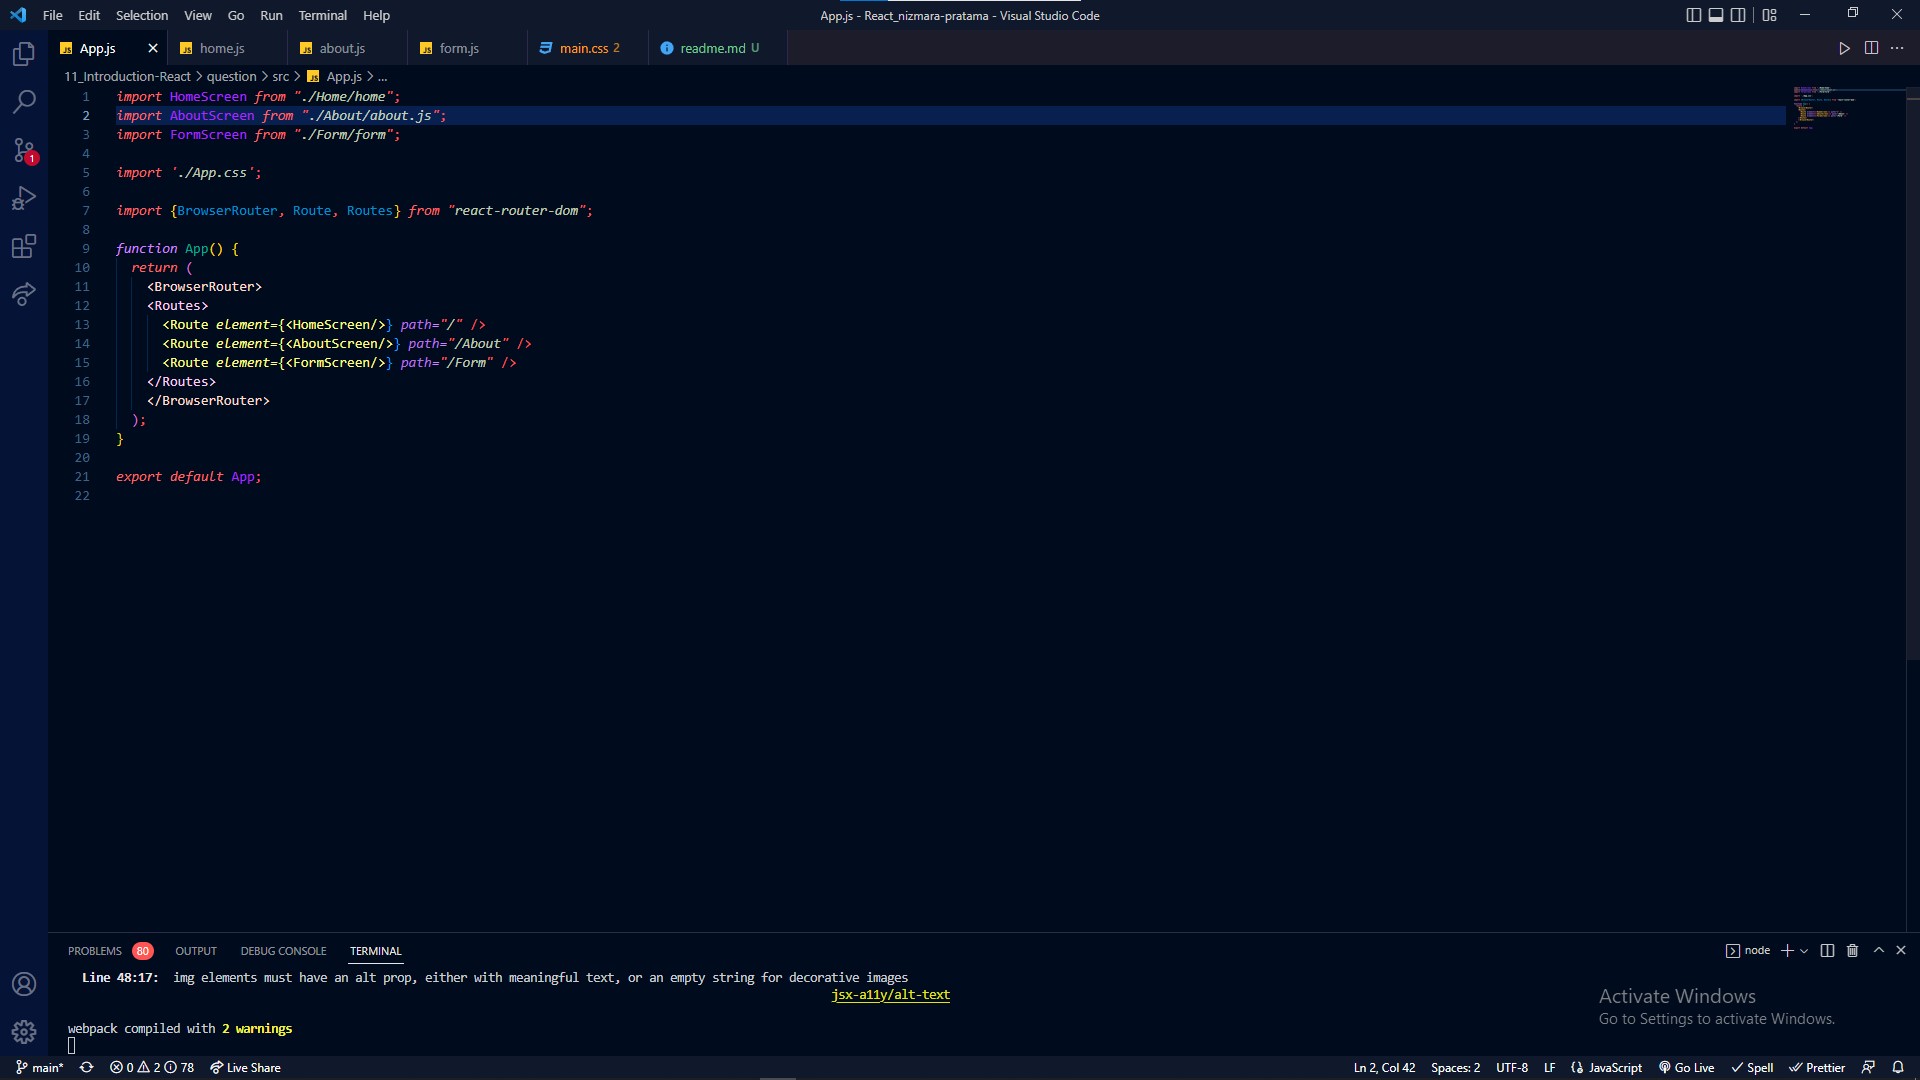 File Edit Selection View Go Run Terminal Help
App.js - React_nizmara-pratama - Visual Studio Code
App.js home.js about.js form.js main.css 2 readme.md U
11_Introduction-React > question > src > App.js > ...
1 import HomeScreen from "./Home/home";
2 import AboutScreen from "./About/about.js";
3 import FormScreen from "./Form/form";
4
5 import './App.css';
6
7 import {BrowserRouter, Route, Routes} from "react-router-dom";
8
9 function App() {
10 return (
11 <BrowserRouter>
12 <Routes>
13 <Route element={<HomeScreen/>} path="/" />
14 <Route element={<AboutScreen/>} path="/About" />
15 <Route element={<FormScreen/>} path="/Form" />
16 </Routes>
17 </BrowserRouter>
18 );
19 }
20
21 export default App;
22
PROBLEMS 80 OUTPUT DEBUG CONSOLE TERMINAL
node
Line 48:17: img elements must have an alt prop, either with meaningful text, or an empty string for decorative images
jsx-a11y/alt-text
webpack compiled with 2 warnings
Activate Windows
Go to Settings to activate Windows.
1
main* 0 2 78 Live Share
Ln 2, Col 42 Spaces: 2 UTF-8 LF JavaScript Go Live Spell Prettier